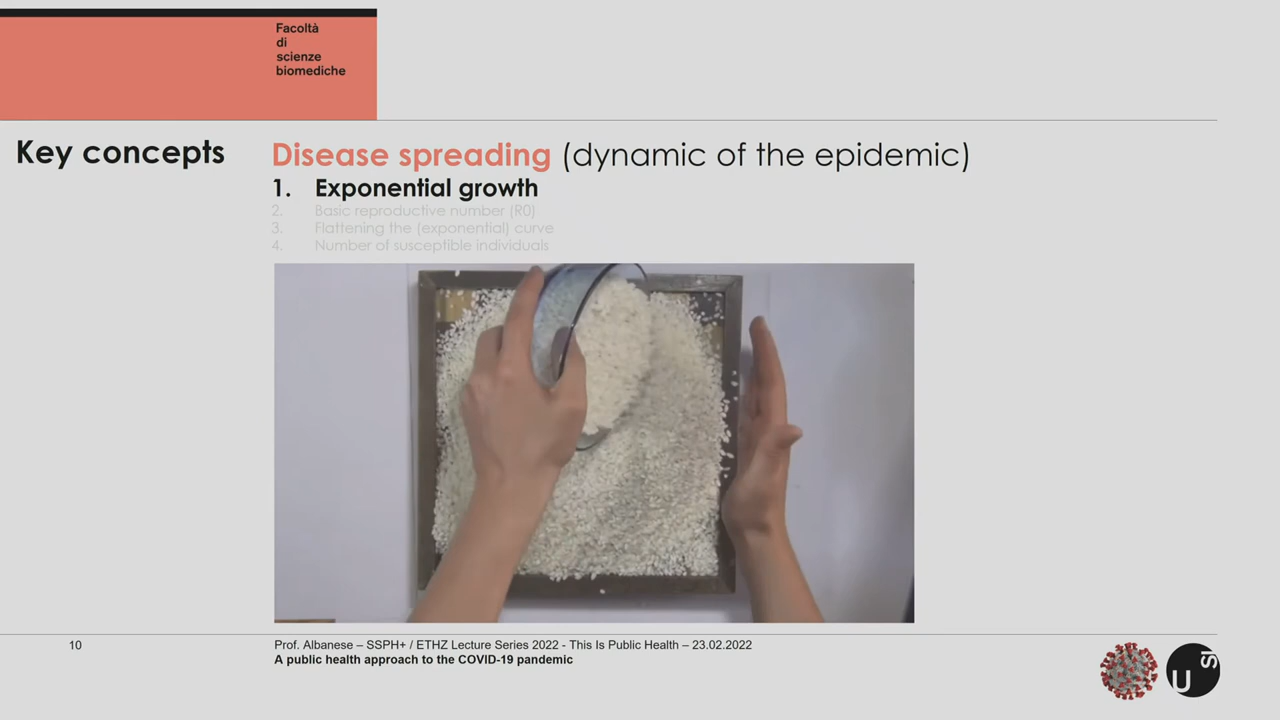 Facoltà
di
scienze
biomediche
Key concepts
Disease spreading (dynamic of the epidemic)
1. Exponential growth
2. Basic reproductive number (R0)
3. Flattening the (exponential) curve
4. Number of susceptible individuals
10
Prof. Albanese – SSPH+ / ETHZ Lecture Series 2022 - This Is Public Health – 23.02.2022
A public health approach to the COVID-19 pandemic
U
SI